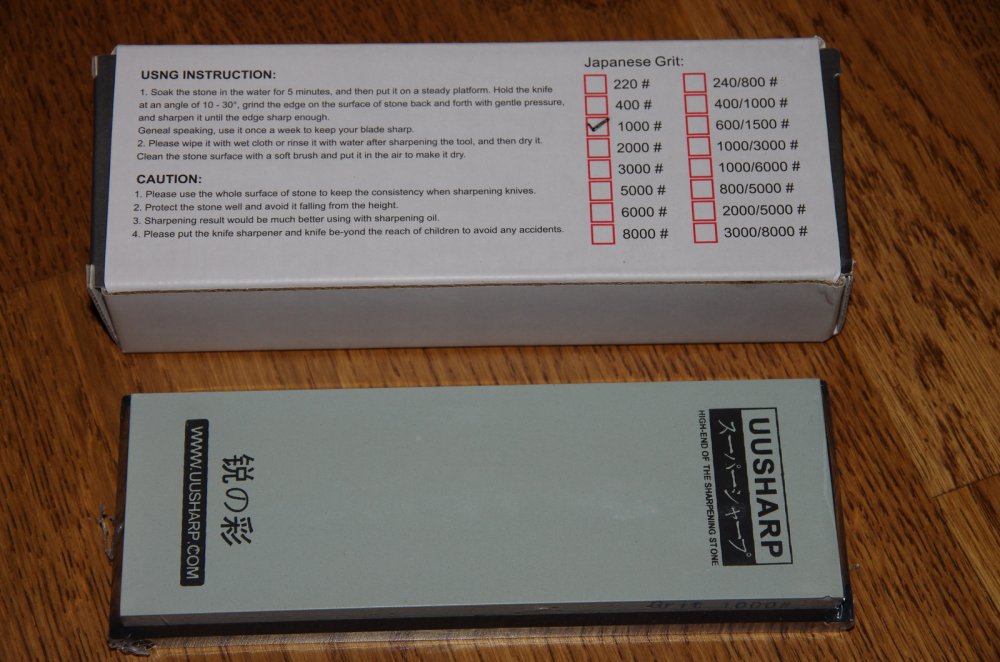 USNG INSTRUCTION:
1. Soak the stone in the water for 5 minutes, and then put it on a steady platform. Hold the knife
at an angle of 10 - 30°, grind the edge on the surface of stone back and forth with gentle pressure,
and sharpen it until the edge sharp enough.
Geneal speaking, use it once a week to keep your blade sharp.
2. Please wipe it with wet cloth or rinse it with water after sharpening the tool, and then dry it.
Clean the stone surface with a soft brush and put it in the air to make it dry.
CAUTION:
1. Please use the whole surface of stone to keep the consistency when sharpening knives.
2. Protect the stone well and avoid it falling from the height.
3. Sharpening result would be much better using with sharpening oil.
4. Please put the knife sharpener and knife be-yond the reach of children to avoid any accidents.
Japanese Grit:
220 #
400 #
1000 #
2000 #
3000 #
5000 #
6000 #
8000 #
240/800 #
400/1000 #
600/1500 #
1000/3000 #
1000/6000 #
800/5000 #
2000/5000 #
3000/8000 #
WWW.UUSHARP.COM
鋭の彩
UUSHARP
スーパーシャープ
HIGH-END OF THE SHARPENING STONE
Grit 1000#